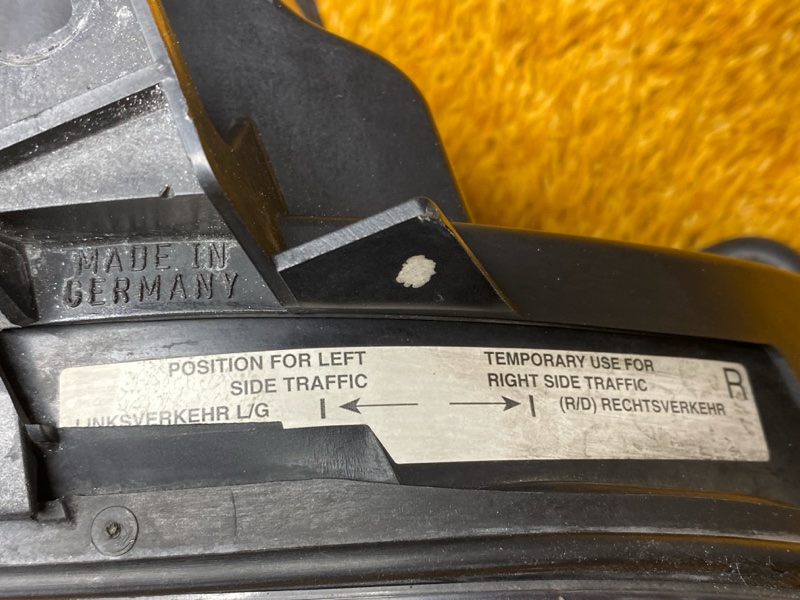 MADE IN
GERMANY
POSITION FOR LEFT
SIDE TRAFFIC
LINKSVERKEHR L/G
TEMPORARY USE FOR
RIGHT SIDE TRAFFIC
(R/D) RECHTSVERKEHR
R